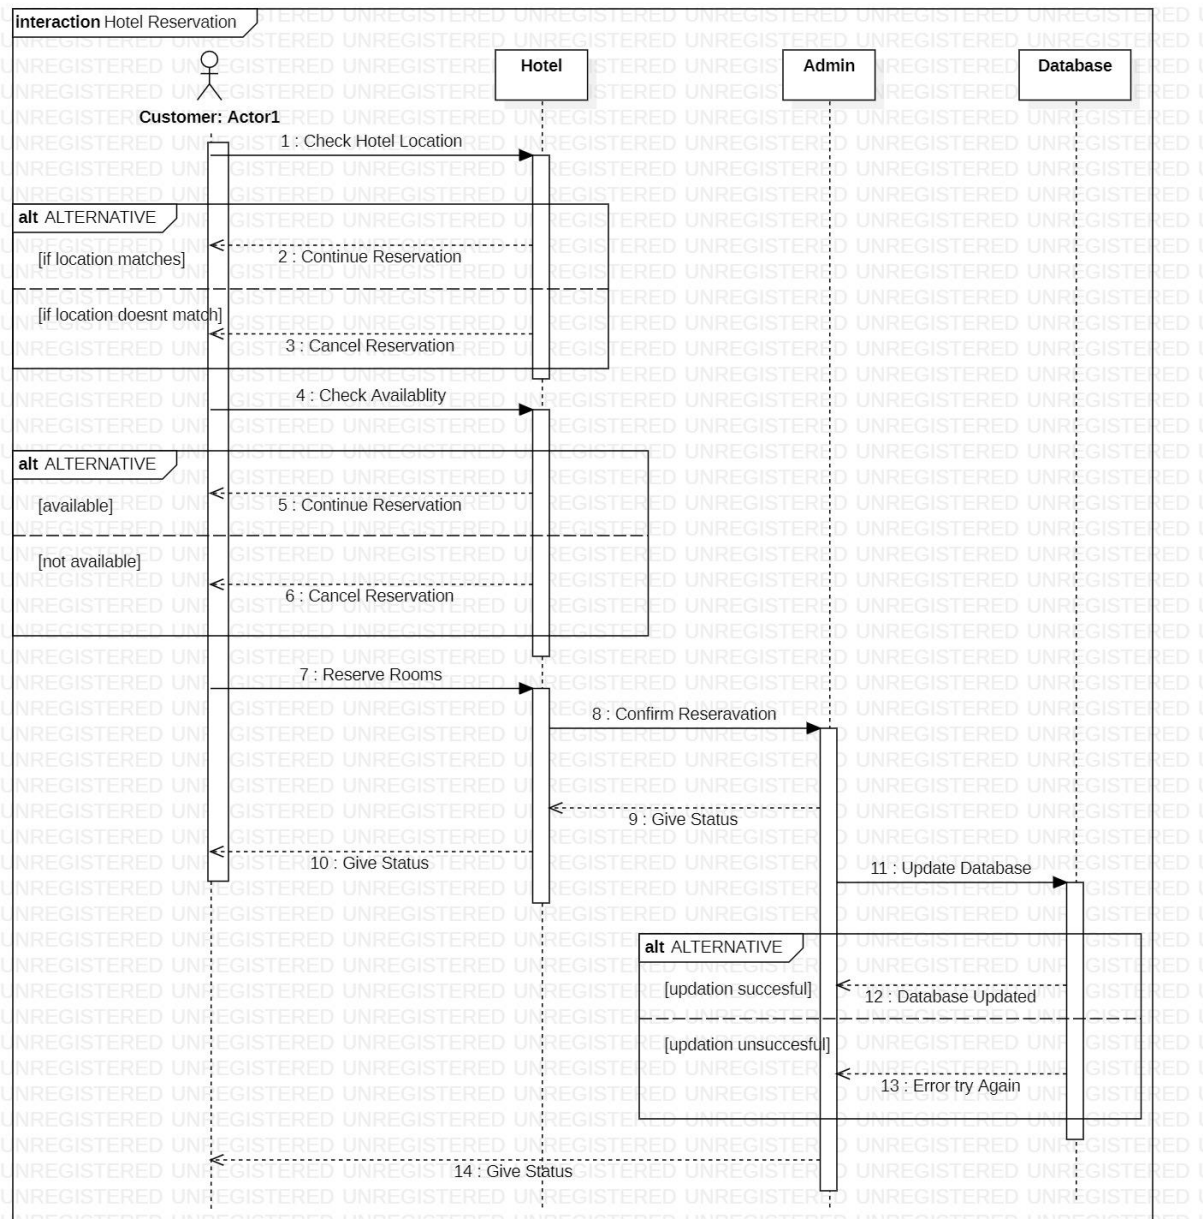 interaction Hotel Reservation
Hotel
Admin
Database
Customer: Actor1
1 : Check Hotel Location
alt ALTERNATIVE
2 : Continue Reservation
[if location matches]
[if location doesnt match]
3 : Cancel Reservation
4 : Check Availablity
alt ALTERNATIVE
5 : Continue Reservation
[available]
[not available]
6 : Cancel Reservation
7 : Reserve Rooms
8 : Confirm Reseravation
9 : Give Status
10 : Give Status
11 : Update Database
alt ALTERNATIVE
[updation succesful]
12 : Database Updated
[updation unsuccesful]
13 : Error try Again
14 : Give Status
UNREGISTERED